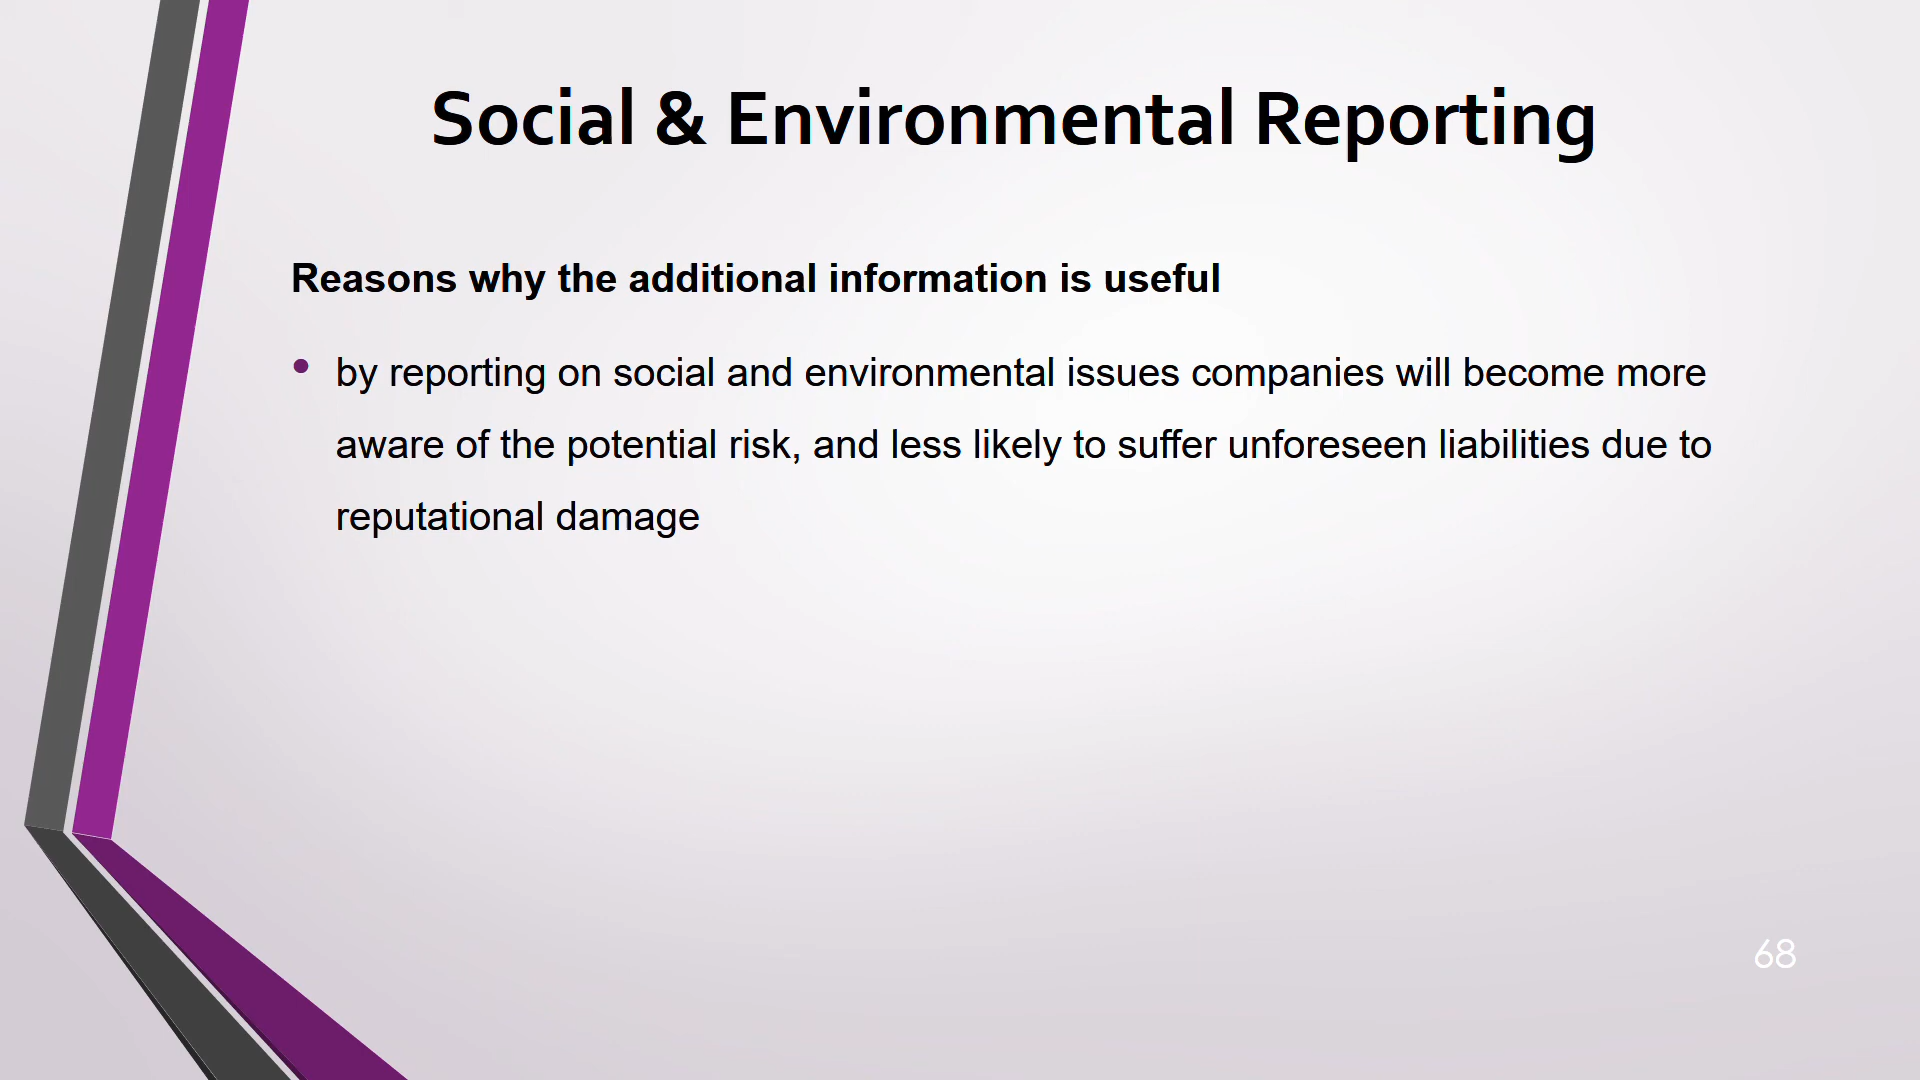 Social & Environmental Reporting
Reasons why the additional information is useful
• by reporting on social and environmental issues companies will become more
aware of the potential risk, and less likely to suffer unforeseen liabilities due to
reputational damage
68